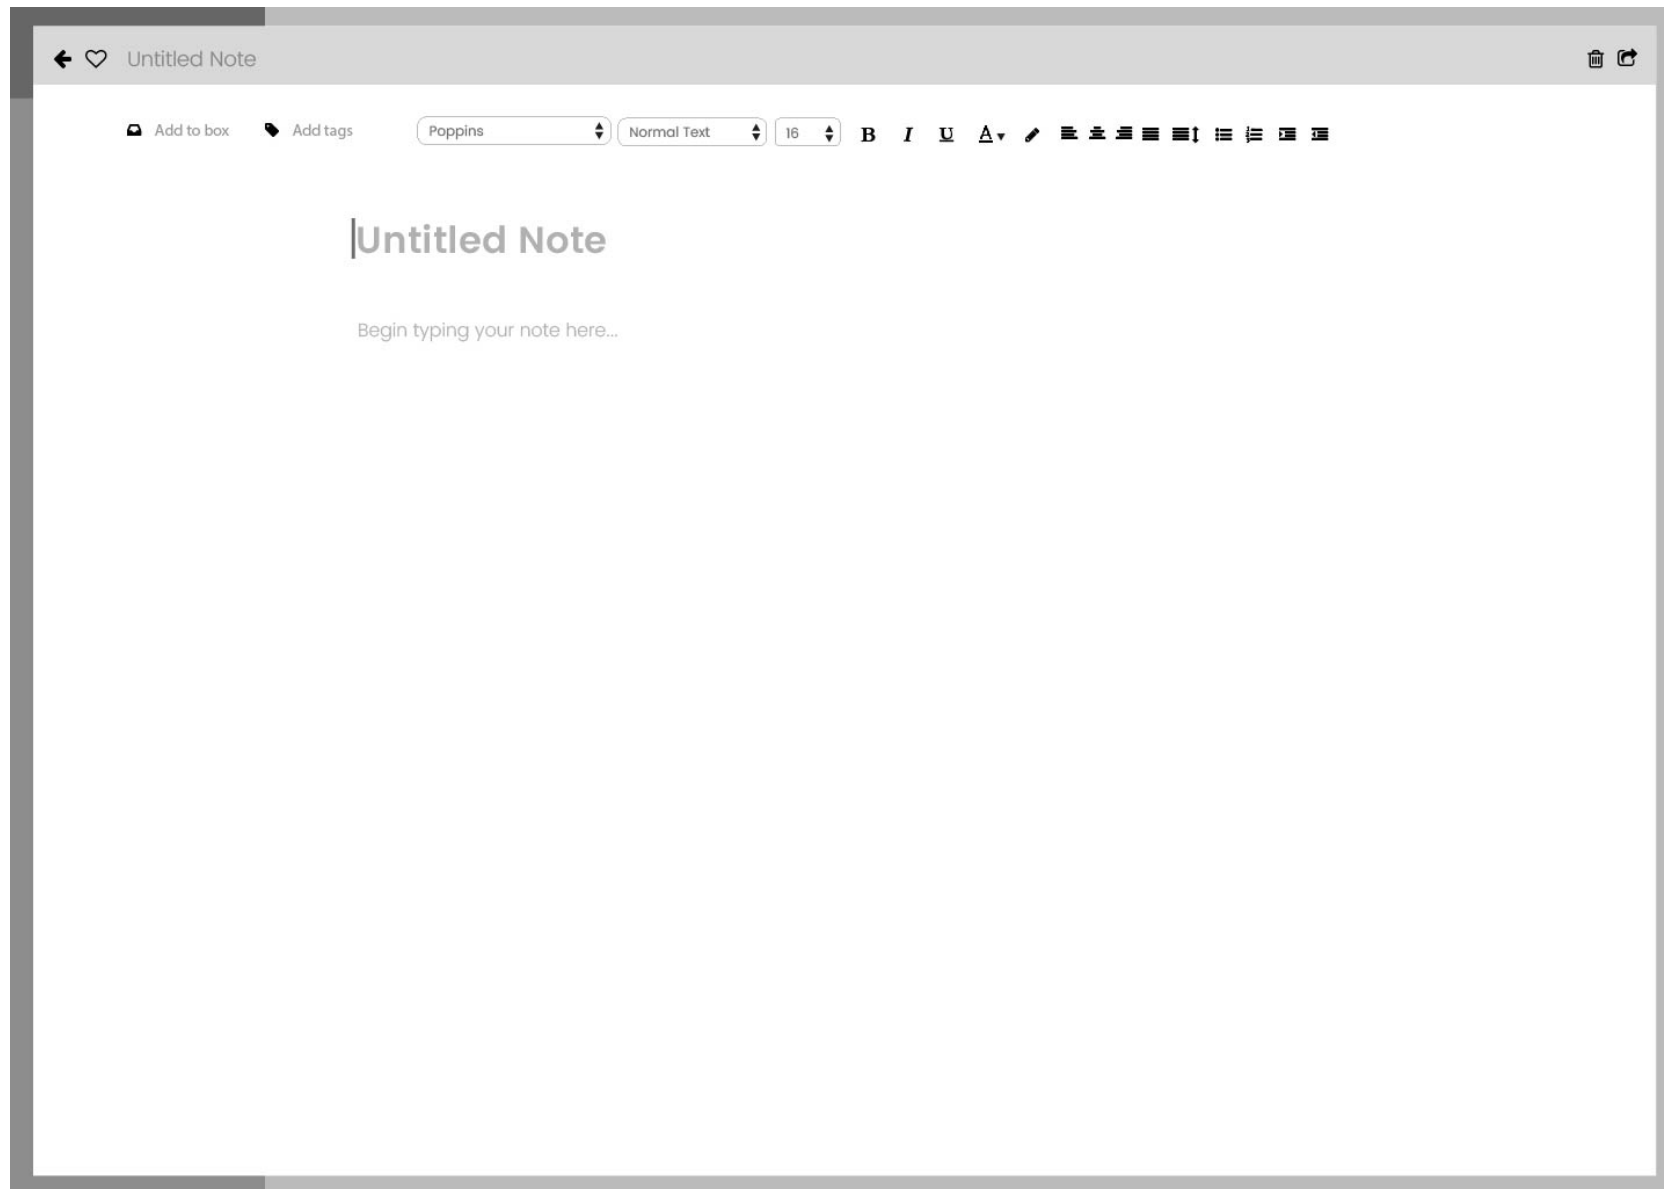 Untitled Note
Add to box Add tags Poppins Normal Text 16 B I U A
Untitled Note
Begin typing your note here...